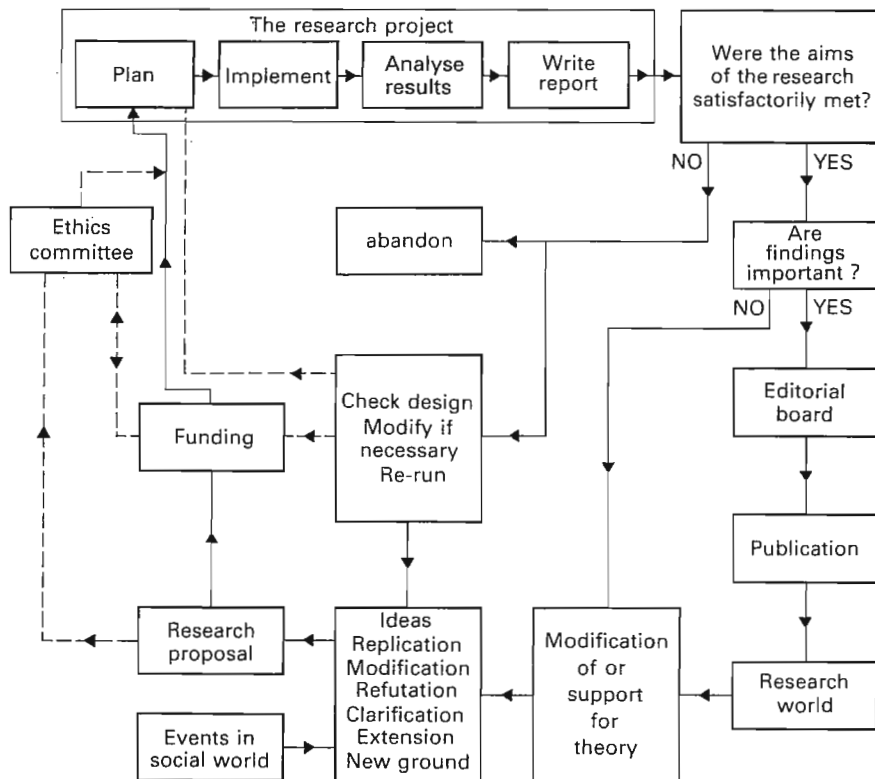 The research project
Plan
Implement
Analyse
results
Write
report
Were the aims
of the research
satisfactorily met?
NO
YES
Ethics
committee
abandon
Are
findings
important ?
NO
YES
Check design
Modify if
necessary
Re-run
Editorial
board
Funding
Publication
Research
proposal
Ideas
Replication
Modification
Refutation
Clarification
Extension
New ground
Modification
of or
support
for
theory
Research
world
Events in
social world